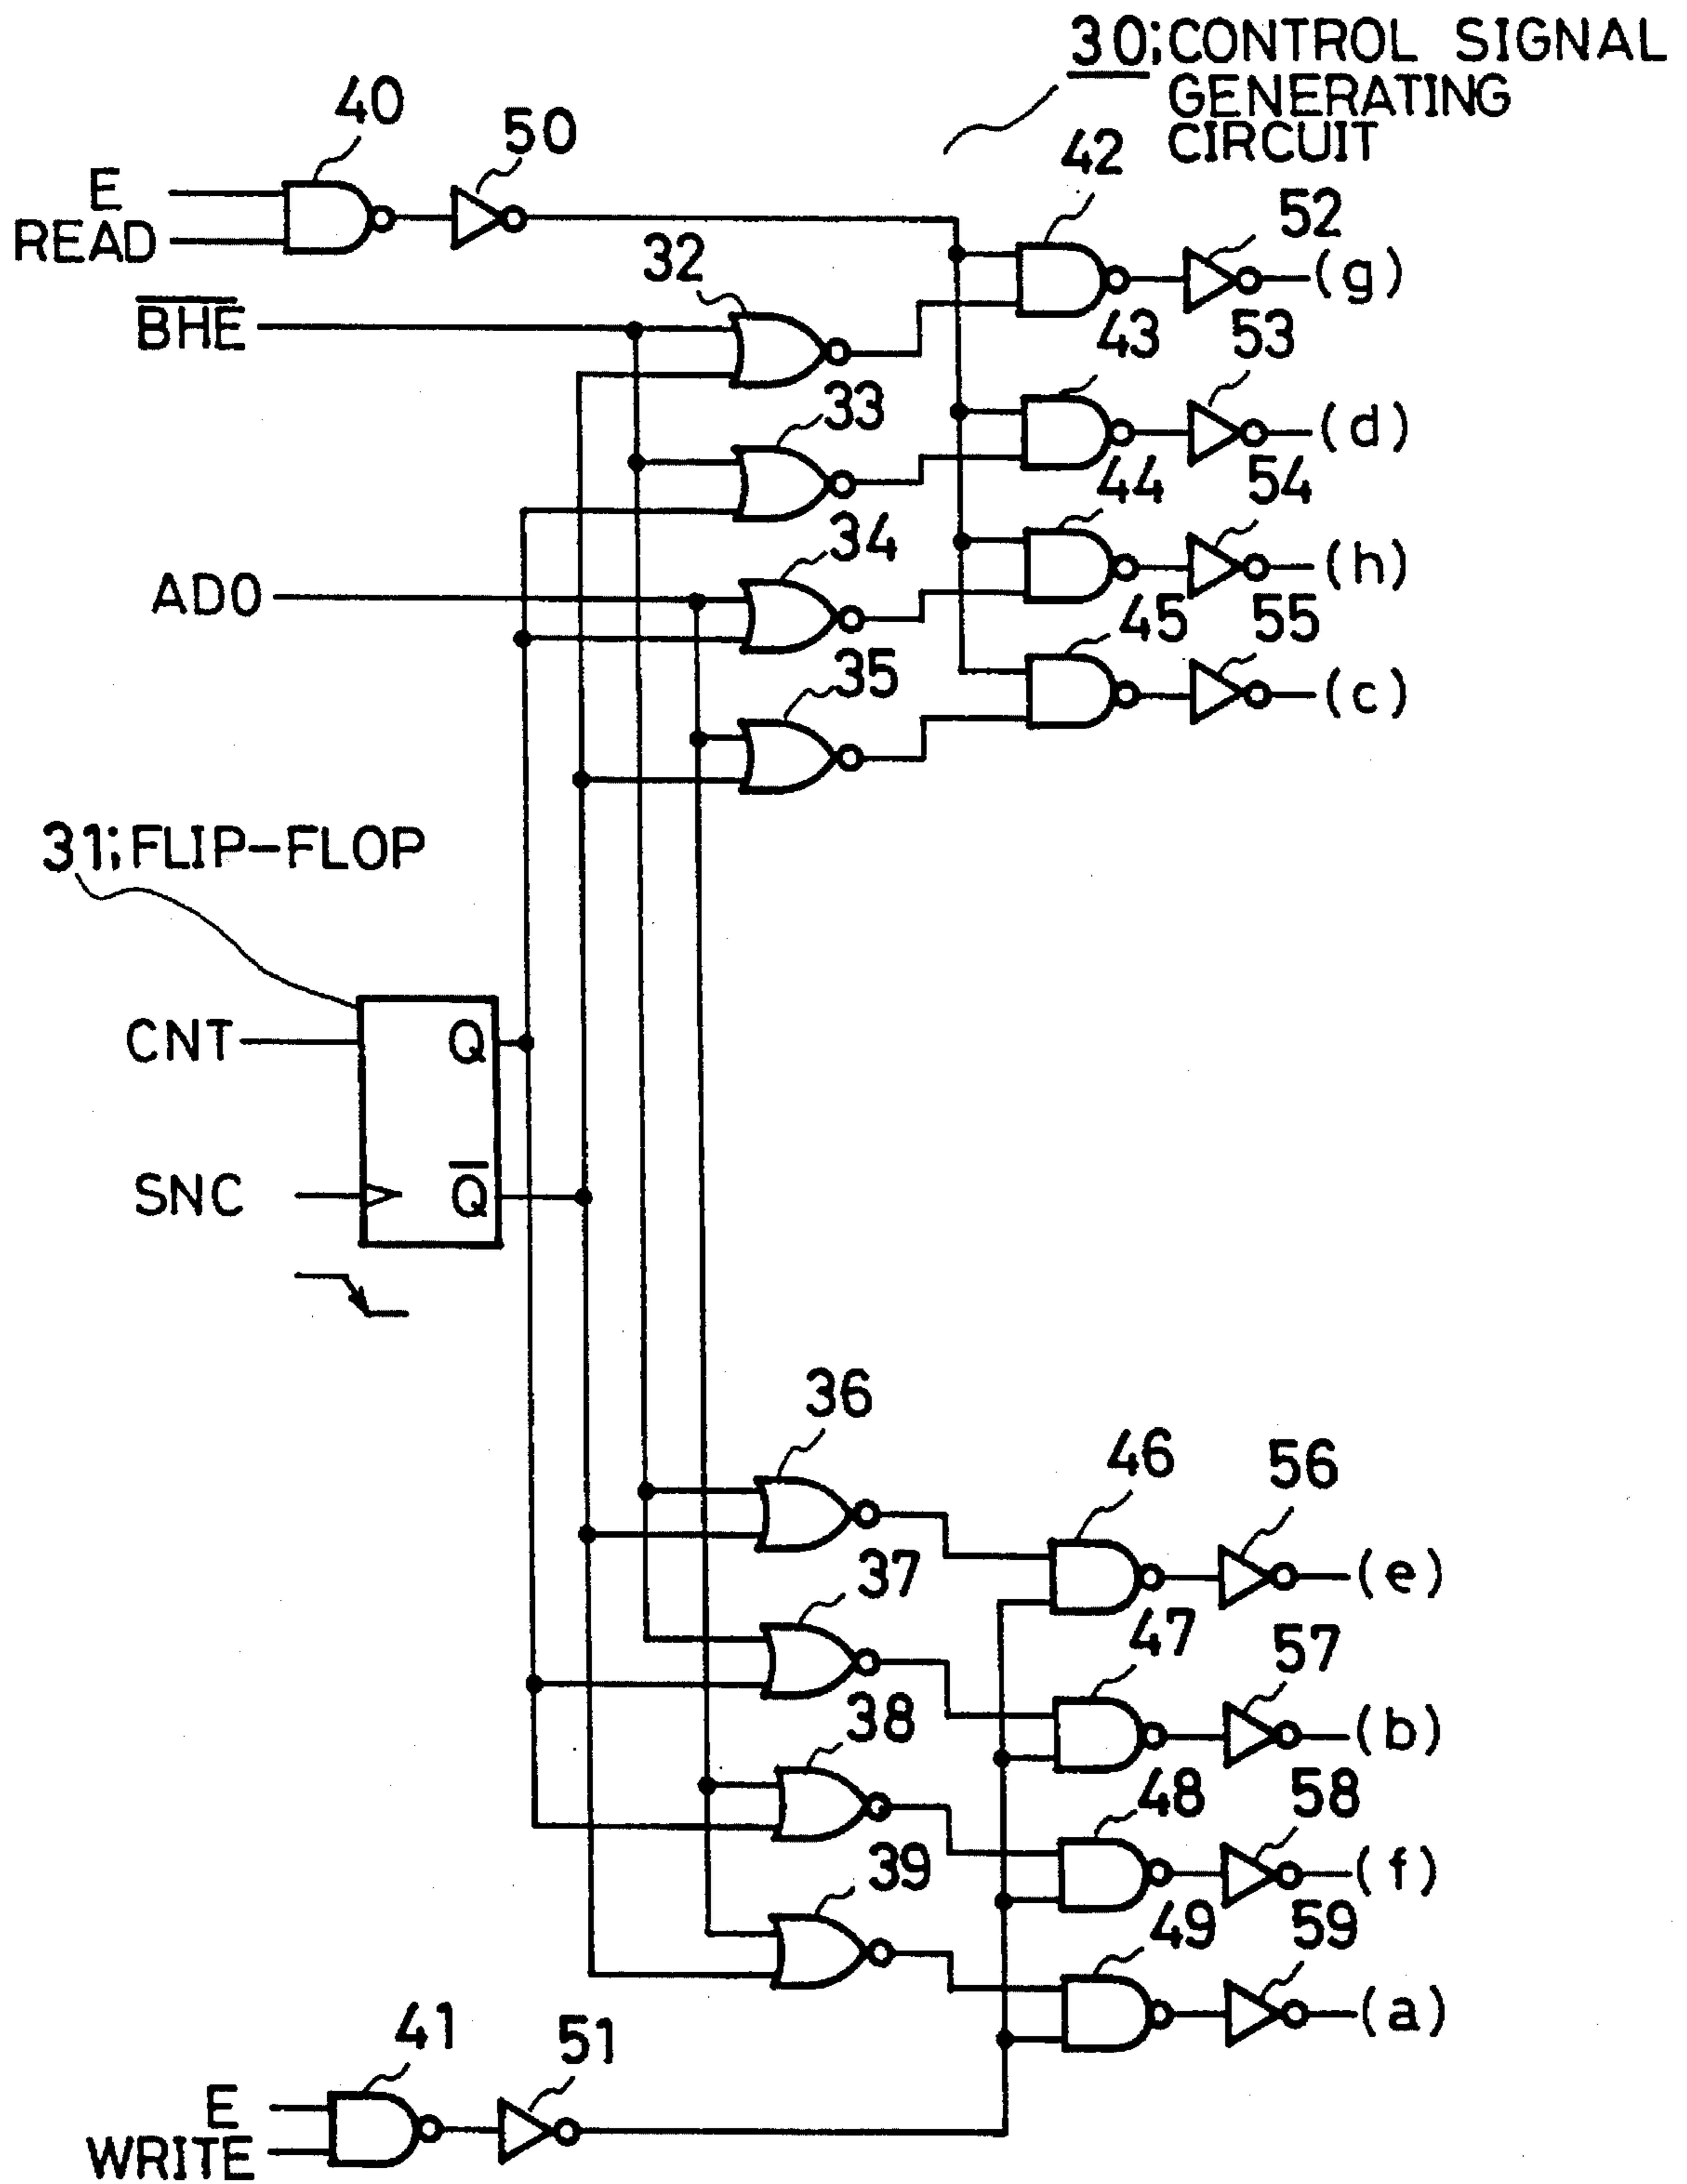 30;CONTROL SIGNAL
GENERATING
CIRCUIT
40
50
42
E
READ
52
(g)
32
BHE
43
53
33
(d)
44
54
34
(h)
AD0
45
55
35
(c)
31;FLIP-FLOP
CNT
Q
SNC
Q
36
46
56
(e)
37
47
57
(b)
38
48
58
(f)
39
49
59
(a)
41
51
E
WRITE